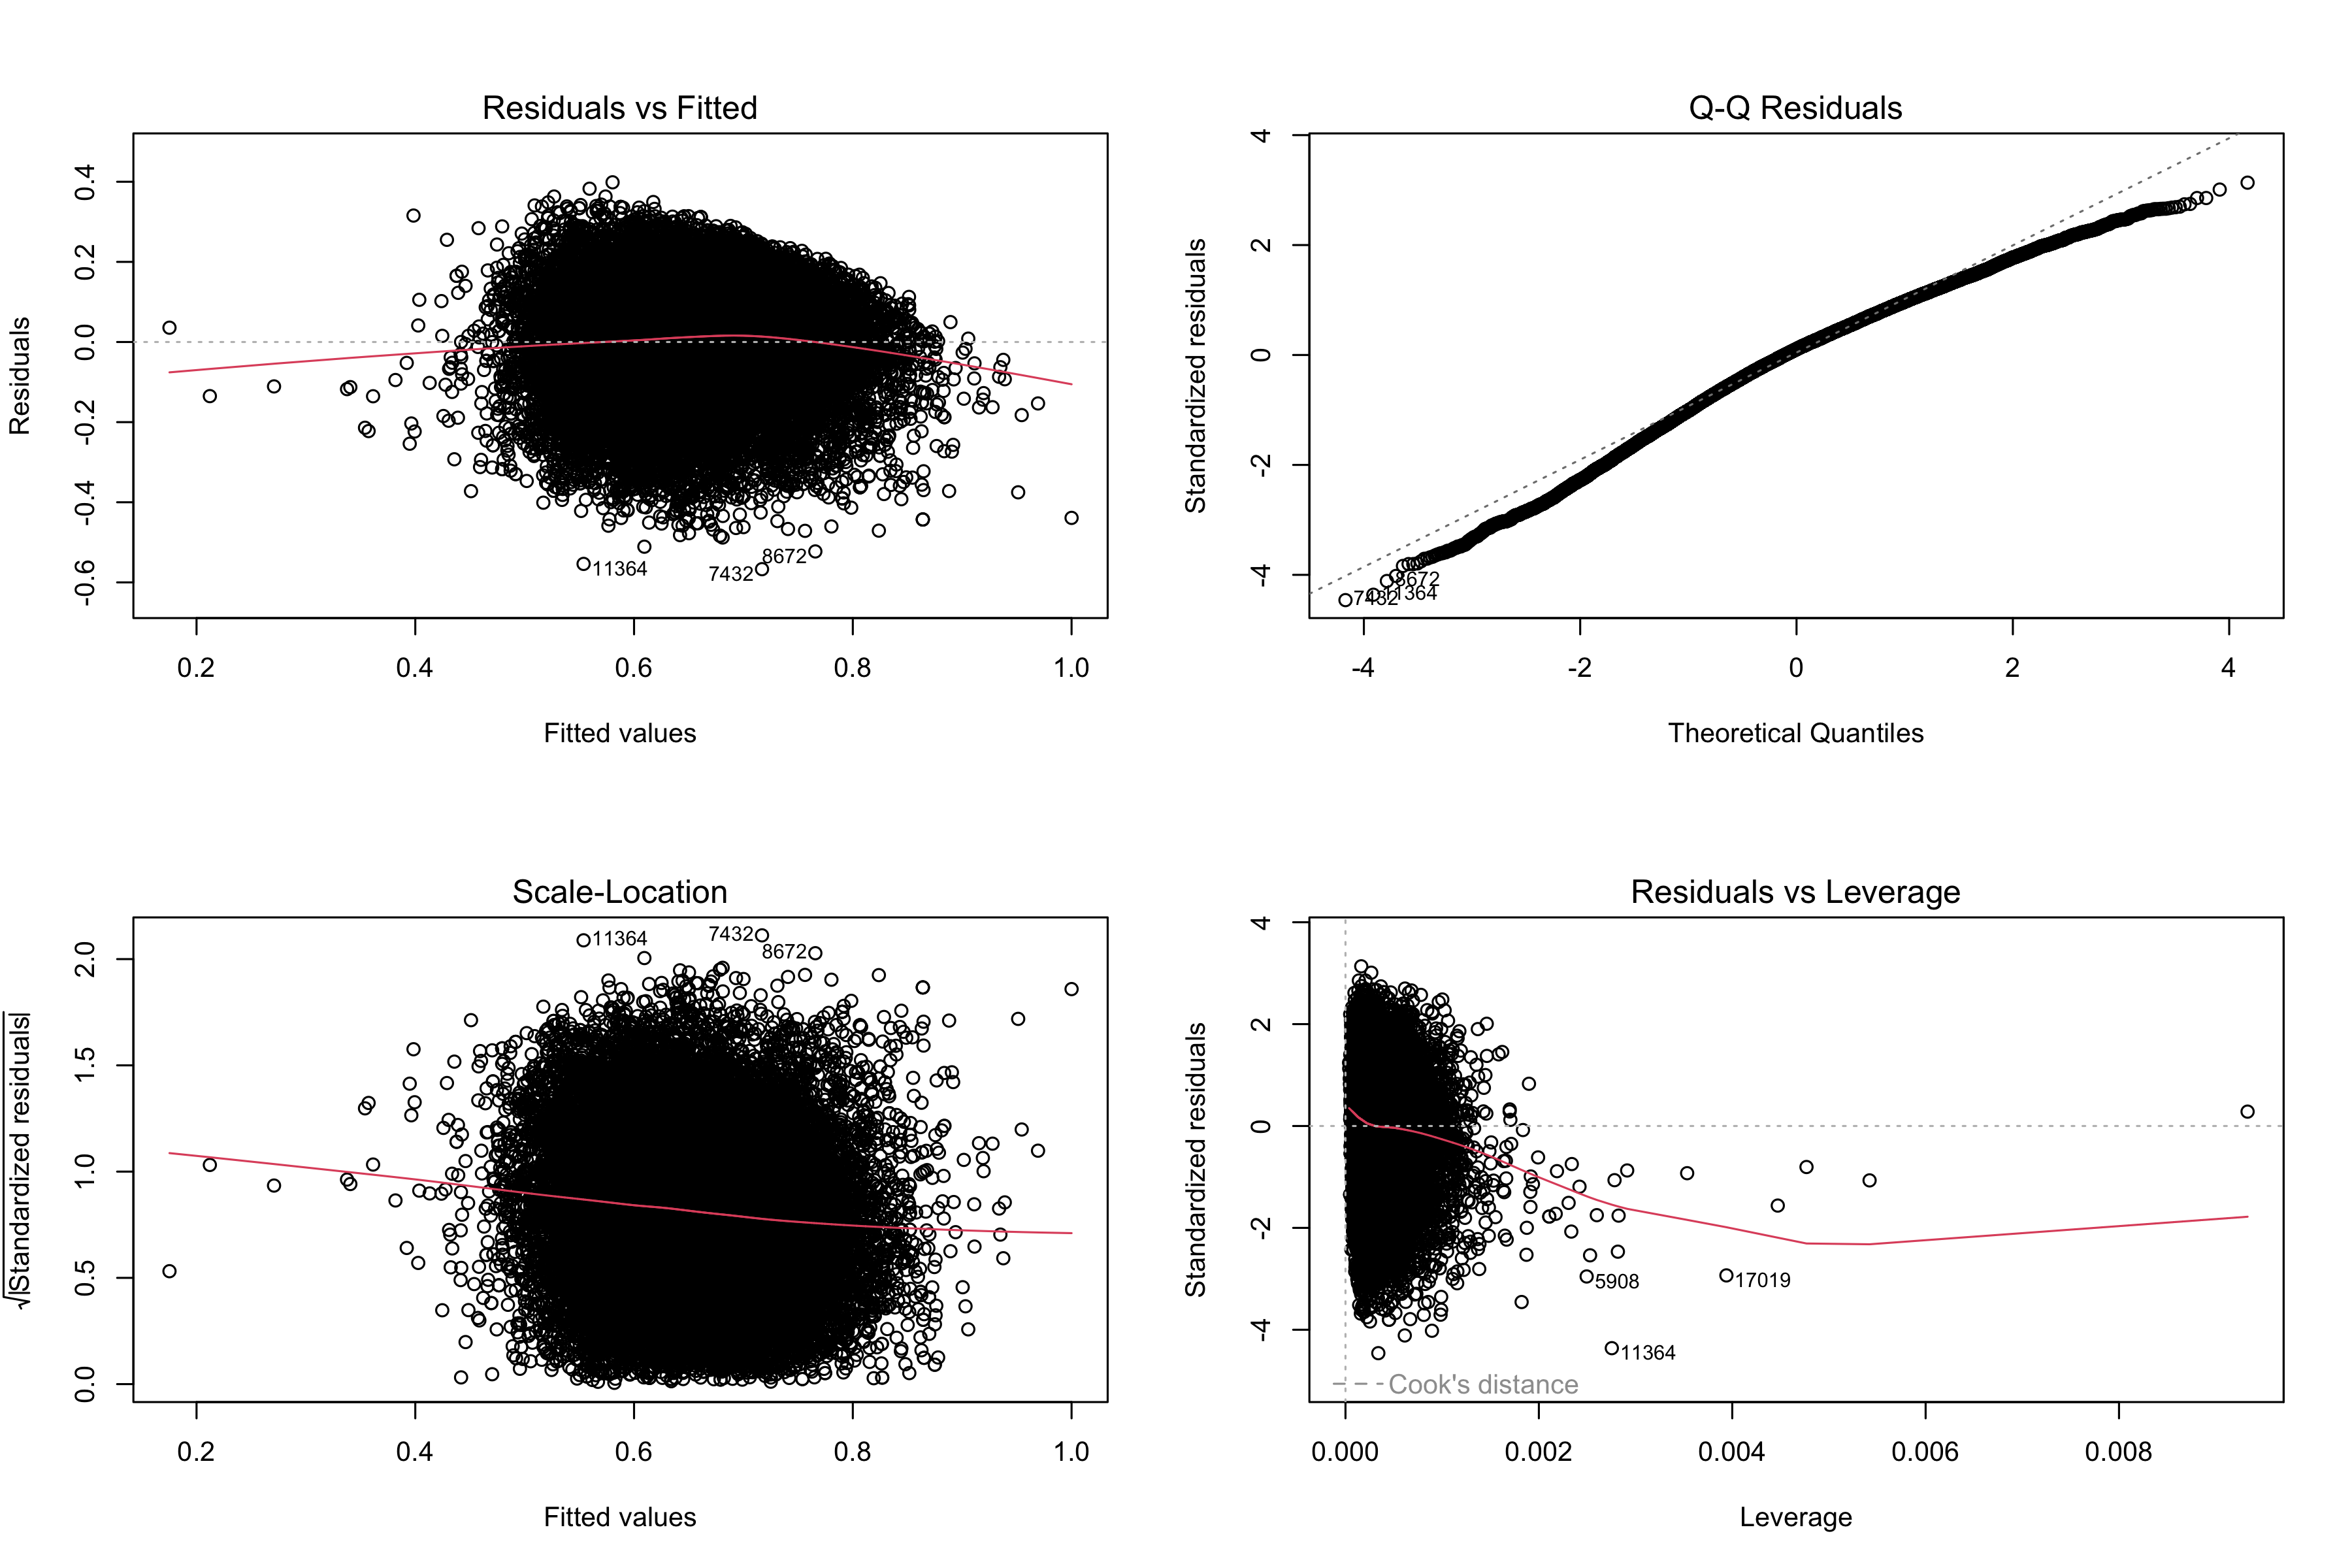 Residuals vs Fitted
Residuals
0.4
0.2
0.0
-0.2
-0.4
-0.6
11364
7432
8672
0.2 0.4 0.6 0.8 1.0
Fitted values
Q-Q Residuals
Standardized residuals
4
2
0
-2
-4
8672
11364
7432
-4 -2 0 2 4
Theoretical Quantiles
Scale-Location
√|Standardized residuals|
2.0
1.5
1.0
0.5
0.0
11364
7432
8672
0.2 0.4 0.6 0.8 1.0
Fitted values
Residuals vs Leverage
Standardized residuals
4
2
0
-2
-4
5908
17019
11364
Cook's distance
0.000 0.002 0.004 0.006 0.008
Leverage